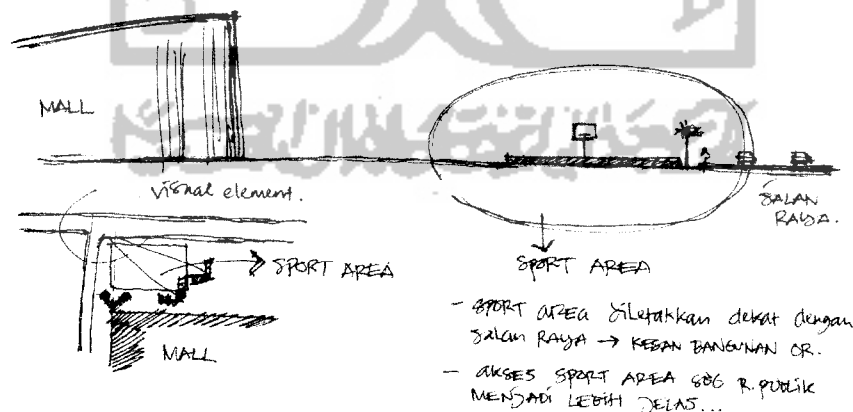 MALL
visual element.
JALAN
RAYA.
SPORT AREA
MALL
SPORT AREA
- SPORT AREA diletakkan dekat dengan
Jalan RAYA → KESAN BANGUNAN OR.
- akses SPORT AREA SBG R. PUBLIK
MENJADI LEBIH JELAS...